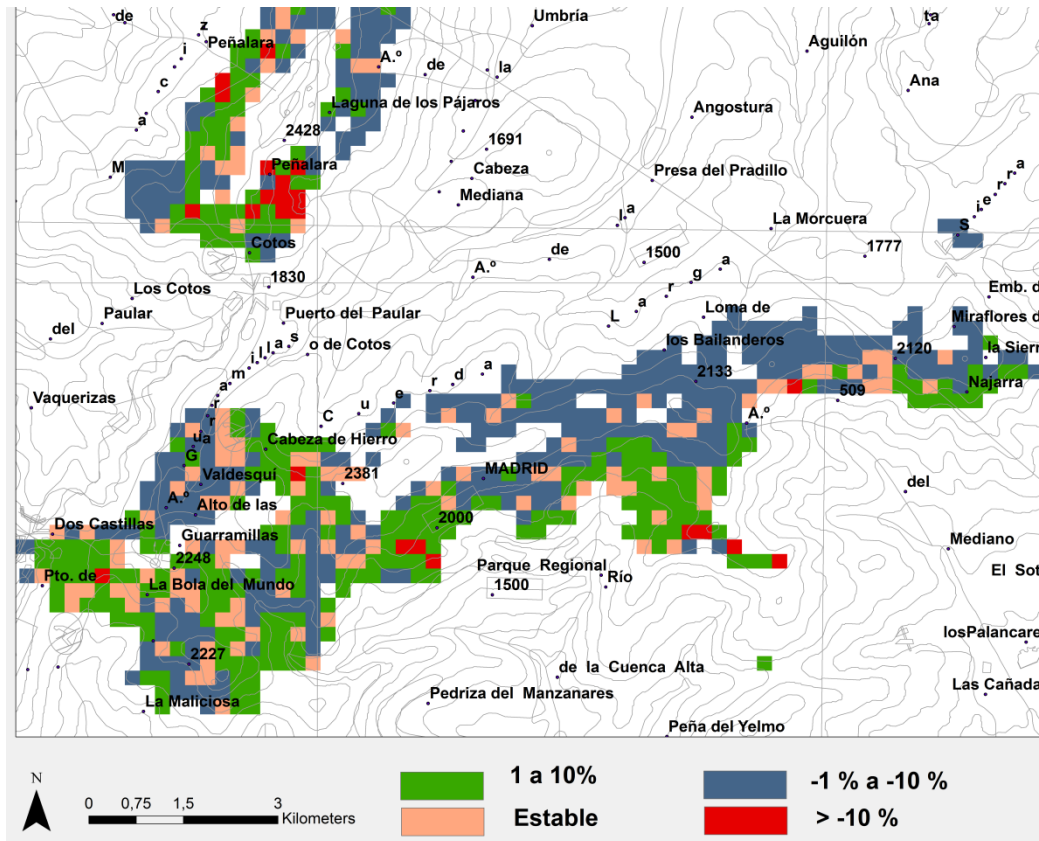 de
Umbría
ta
z
Peñalara
i
A.º
de
la
Aguilón
c
Ana
a
Laguna de los Pájaros
Angostura
2428
1691
M
Peñalara
Cabeza
Presa del Pradillo
Mediana
r
r
a
e
i
S
la
La Morcuera
Cotos
de
1500
1777
A.º
a
g
r
a
L
1830
Los Cotos
Emb. d
Paular
Puerto del Paular
Loma de
Miraflores d
del
s
a
l
l
i
m
a
r
r
a
u
G
o de Cotos
los Bailanderos
2120
la Sierr
a
d
r
e
u
C
2133
Najarra
509
Vaquerizas
A.º
Cabeza de Hierro
Valdesquí
2381
MADRID
A.º
Alto de las
del
Dos Castillas
2000
Guarramillas
Mediano
2248
Parque Regional
Río
El Sot
Pto. de
La Bola del Mundo
1500
losPalancare
2227
de la Cuenca Alta
Las Cañada
La Maliciosa
Pedriza del Manzanares
Peña del Yelmo
N
0 0,75 1,5 3
Kilometers
1 a 10%
-1 % a -10 %
Estable
> -10 %